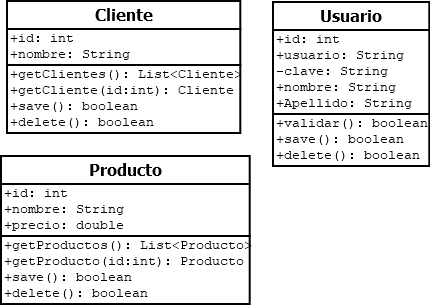 Cliente
+id: int
+nombre: String
+getClientes(): List<Cliente>
+getCliente(id:int): Cliente
+save(): boolean
+delete(): boolean
Usuario
+id: int
+usuario: String
-clave: String
+nombre: String
+Apellido: String
+validar(): boolean
+save(): boolean
+delete(): boolean
Producto
+id: int
+nombre: String
+precio: double
+getProductos(): List<Producto>
+getProducto(id:int): Producto
+save(): boolean
+delete(): boolean